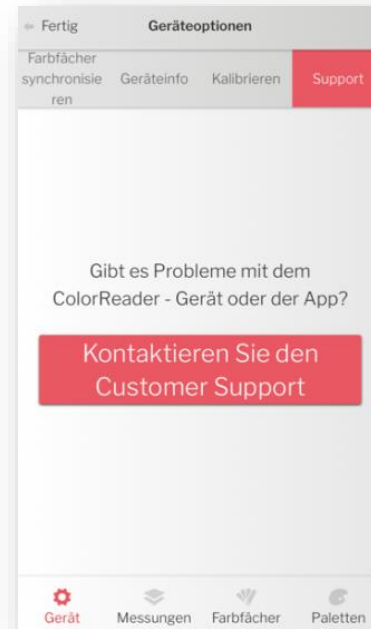 Fertig
Geräteoptionen
Farbfächer
synchronisie
ren
Geräteinfo
Kalibrieren
Support
Gibt es Probleme mit dem
ColorReader - Gerät oder der App?
Kontaktieren Sie den
Customer Support
Gerät
Messungen
Farbfächer
Paletten